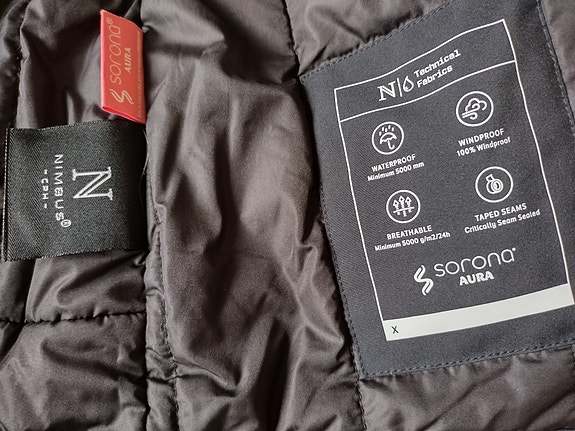 sorona®
AURA
N
NIMBUS
- CPH -
N Technical
Fabrics
WATERPROOF
Minimum 5000 mm
WINDPROOF
100% Windproof
BREATHABLE
Minimum 5000 g/m2/24h
TAPED SEAMS
Critically Seam Sealed
sorona®
AURA
X